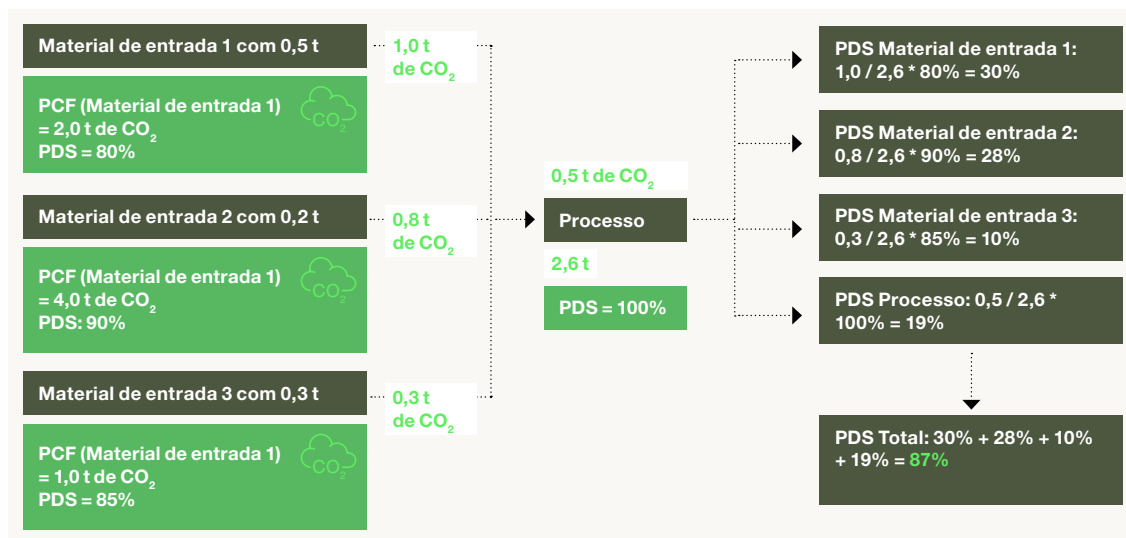 Material de entrada 1 com 0,5 t
PCF (Material de entrada 1)
= 2,0 t de CO₂
PDS = 80%
CO₂
1,0 t
de CO₂
Material de entrada 2 com 0,2 t
PCF (Material de entrada 1)
= 4,0 t de CO₂
PDS: 90%
CO₂
0,8 t
de CO₂
Material de entrada 3 com 0,3 t
PCF (Material de entrada 1)
= 1,0 t de CO₂
PDS = 85%
CO₂
0,3 t
de CO₂
0,5 t de CO₂
Processo
2,6 t
PDS = 100%
PDS Material de entrada 1:
1,0 / 2,6 * 80% = 30%
PDS Material de entrada 2:
0,8 / 2,6 * 90% = 28%
PDS Material de entrada 3:
0,3 / 2,6 * 85% = 10%
PDS Processo: 0,5 / 2,6 *
100% = 19%
PDS Total: 30% + 28% + 10%
+ 19% = 87%